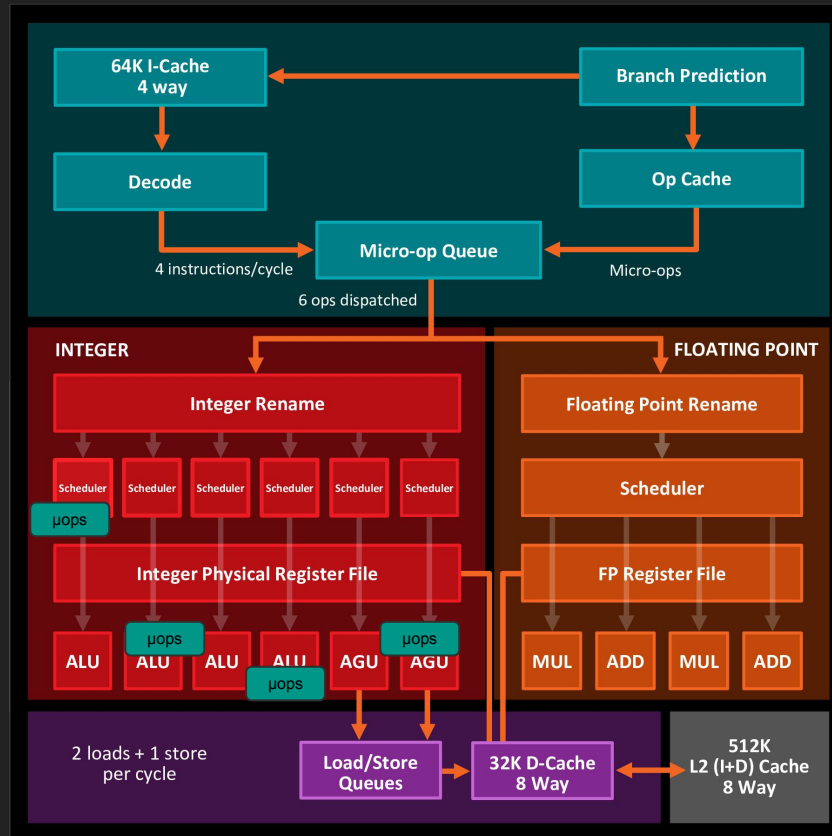 64K I-Cache
4 way
Branch Prediction
Decode
Op Cache
Micro-op Queue
4 instructions/cycle
Micro-ops
6 ops dispatched
INTEGER
FLOATING POINT
Integer Rename
Floating Point Rename
Scheduler
Scheduler
Scheduler
Scheduler
Scheduler
Scheduler
Scheduler
μops
Integer Physical Register File
FP Register File
μops
μops
ALU
ALU
ALU
ALU
AGU
AGU
MUL
ADD
MUL
ADD
μops
2 loads + 1 store
per cycle
Load/Store
Queues
32K D-Cache
8 Way
512K
L2 (I+D) Cache
8 Way